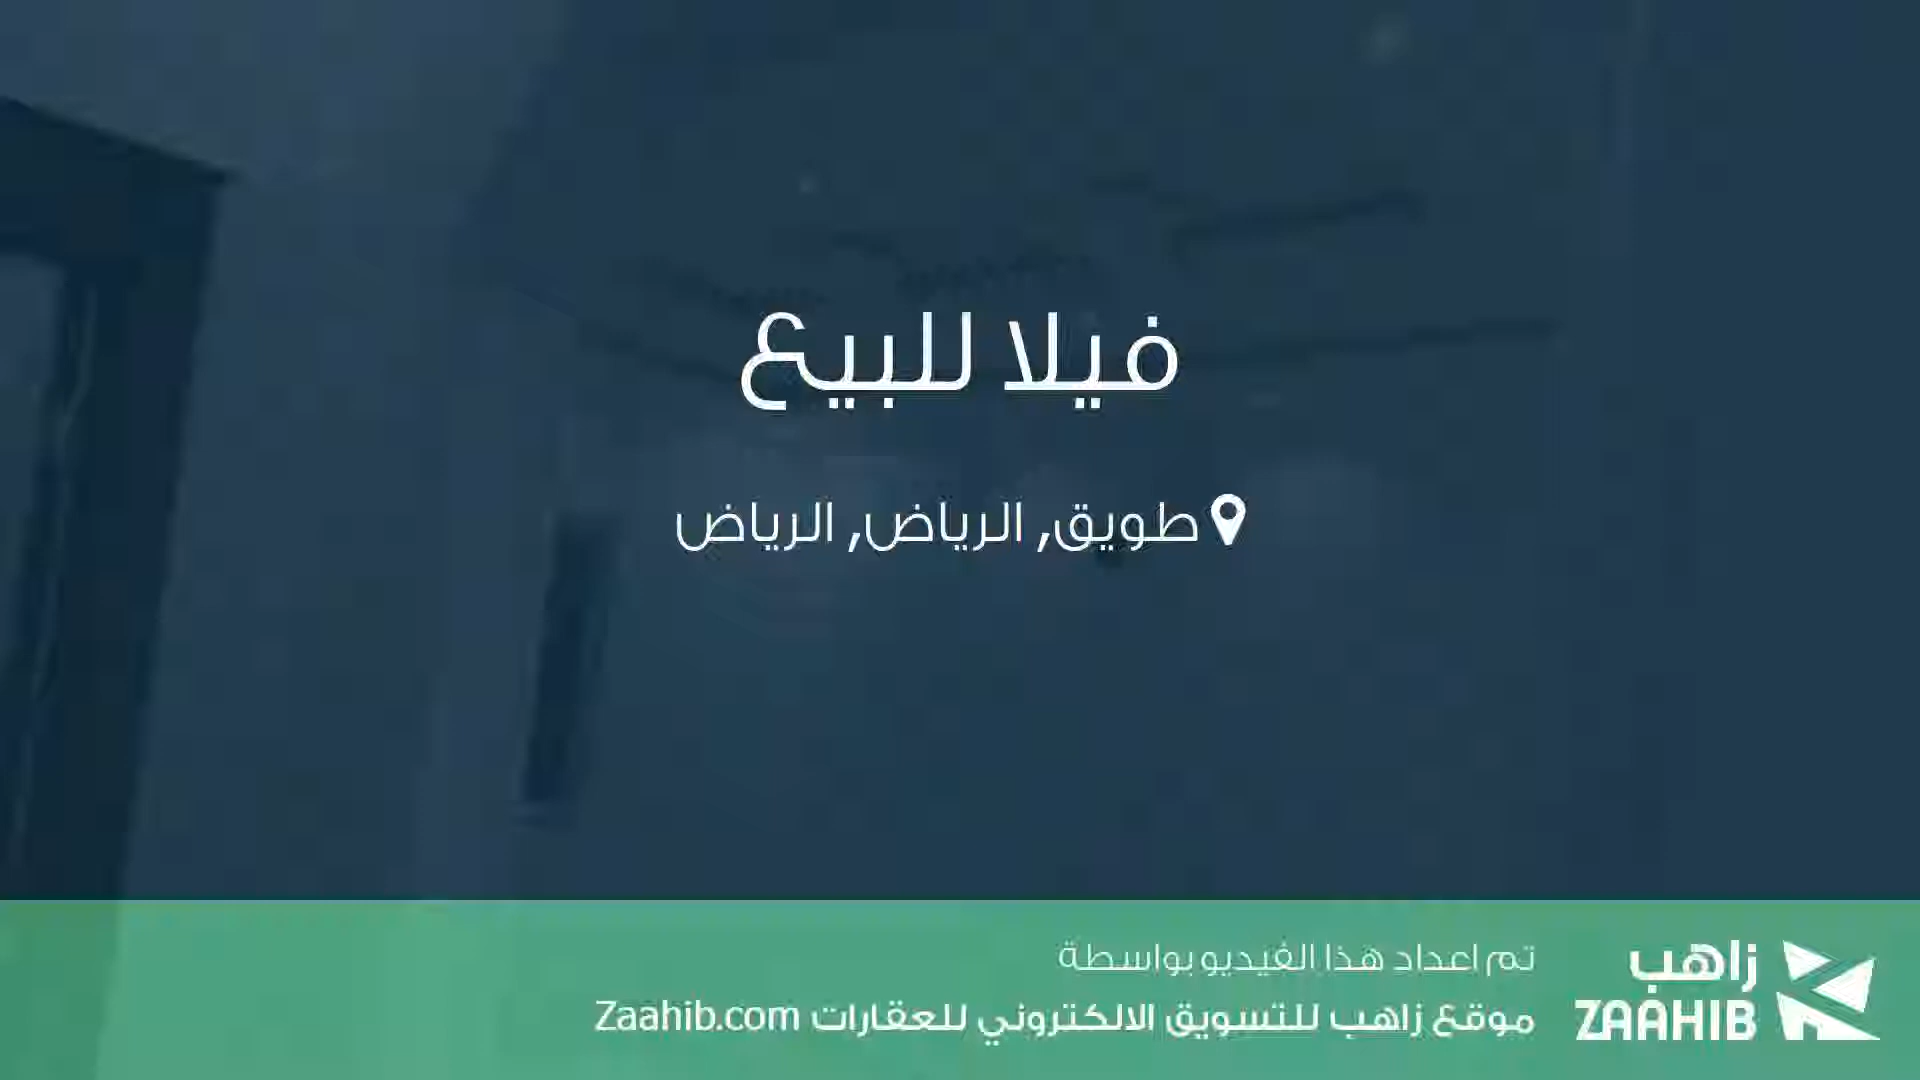 فيلا للبيع
طويق, الرياض, الرياض
تم اعداد هذا الفيديو بواسطة
موقع زاهب للتسويق الالكتروني للعقارات Zaahib.com
زاهب
ZAAHIB